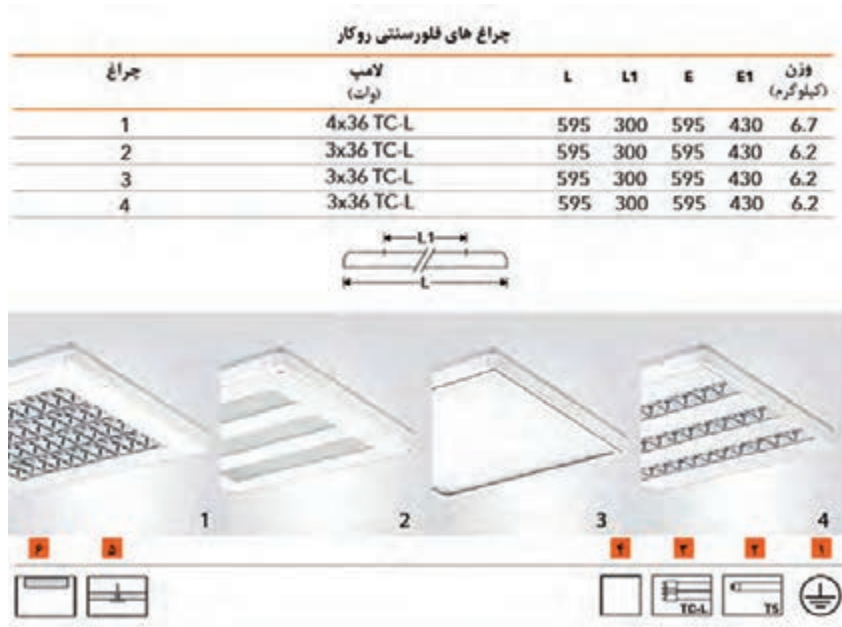 چراغ های فلورسنتی روکار
چراغ لامپ (وات) L L1 E E1 وزن (کیلوگرم)
1 4x36 TC-L 595 300 595 430 6.7
2 3x36 TC-L 595 300 595 430 6.2
3 3x36 TC-L 595 300 595 430 6.2
4 3x36 TC-L 595 300 595 430 6.2
L1
L
1 2 3 4
۶ ۵ ۴ ۳ ۲ ۱
TC-L T5